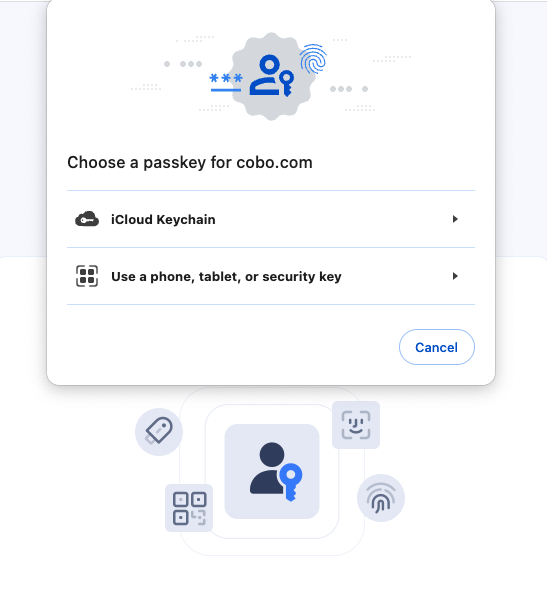 ***
Choose a passkey for cobo.com
iCloud Keychain
Use a phone, tablet, or security key
Cancel